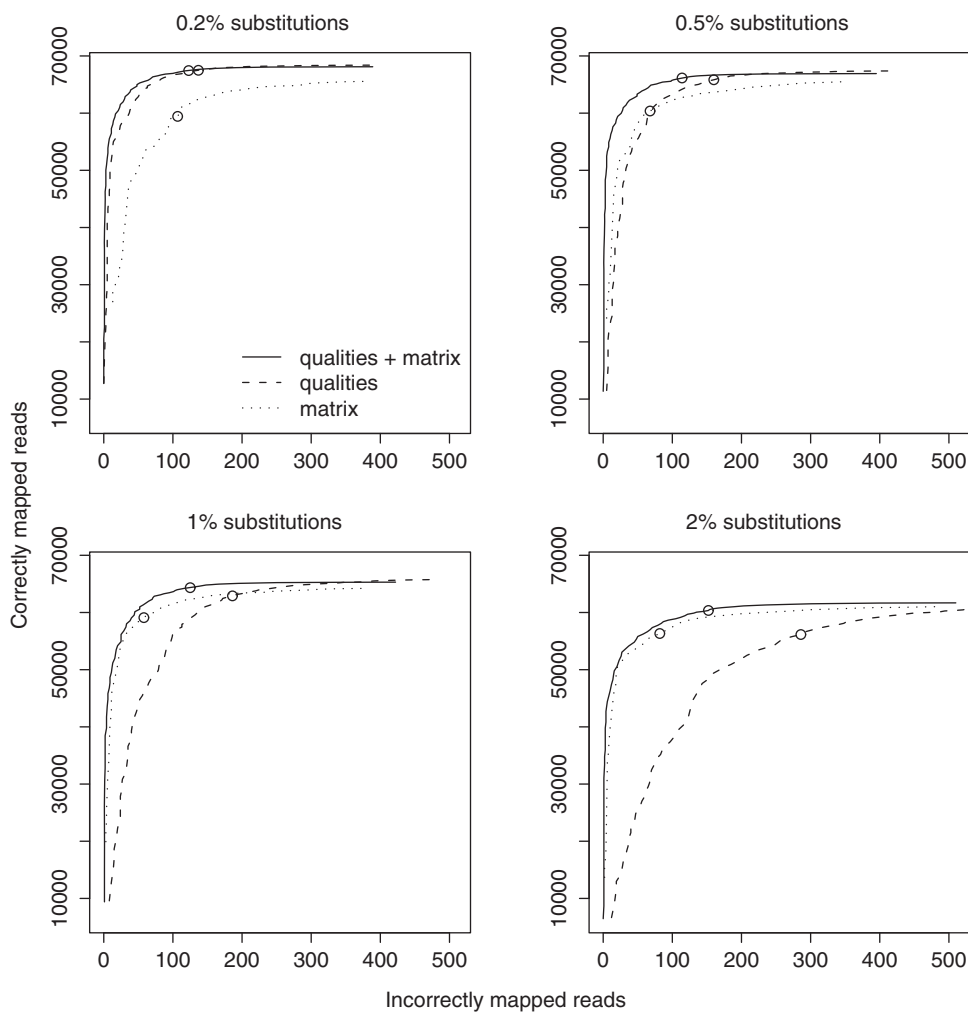 0.2% substitutions
0.5% substitutions
70000
50000
30000
10000
70000
50000
30000
10000
qualities + matrix
qualities
matrix
0 100 200 300 400 500
0 100 200 300 400 500
Correctly mapped reads
1% substitutions
2% substitutions
70000
50000
30000
10000
70000
50000
30000
10000
0 100 200 300 400 500
0 100 200 300 400 500
Incorrectly mapped reads